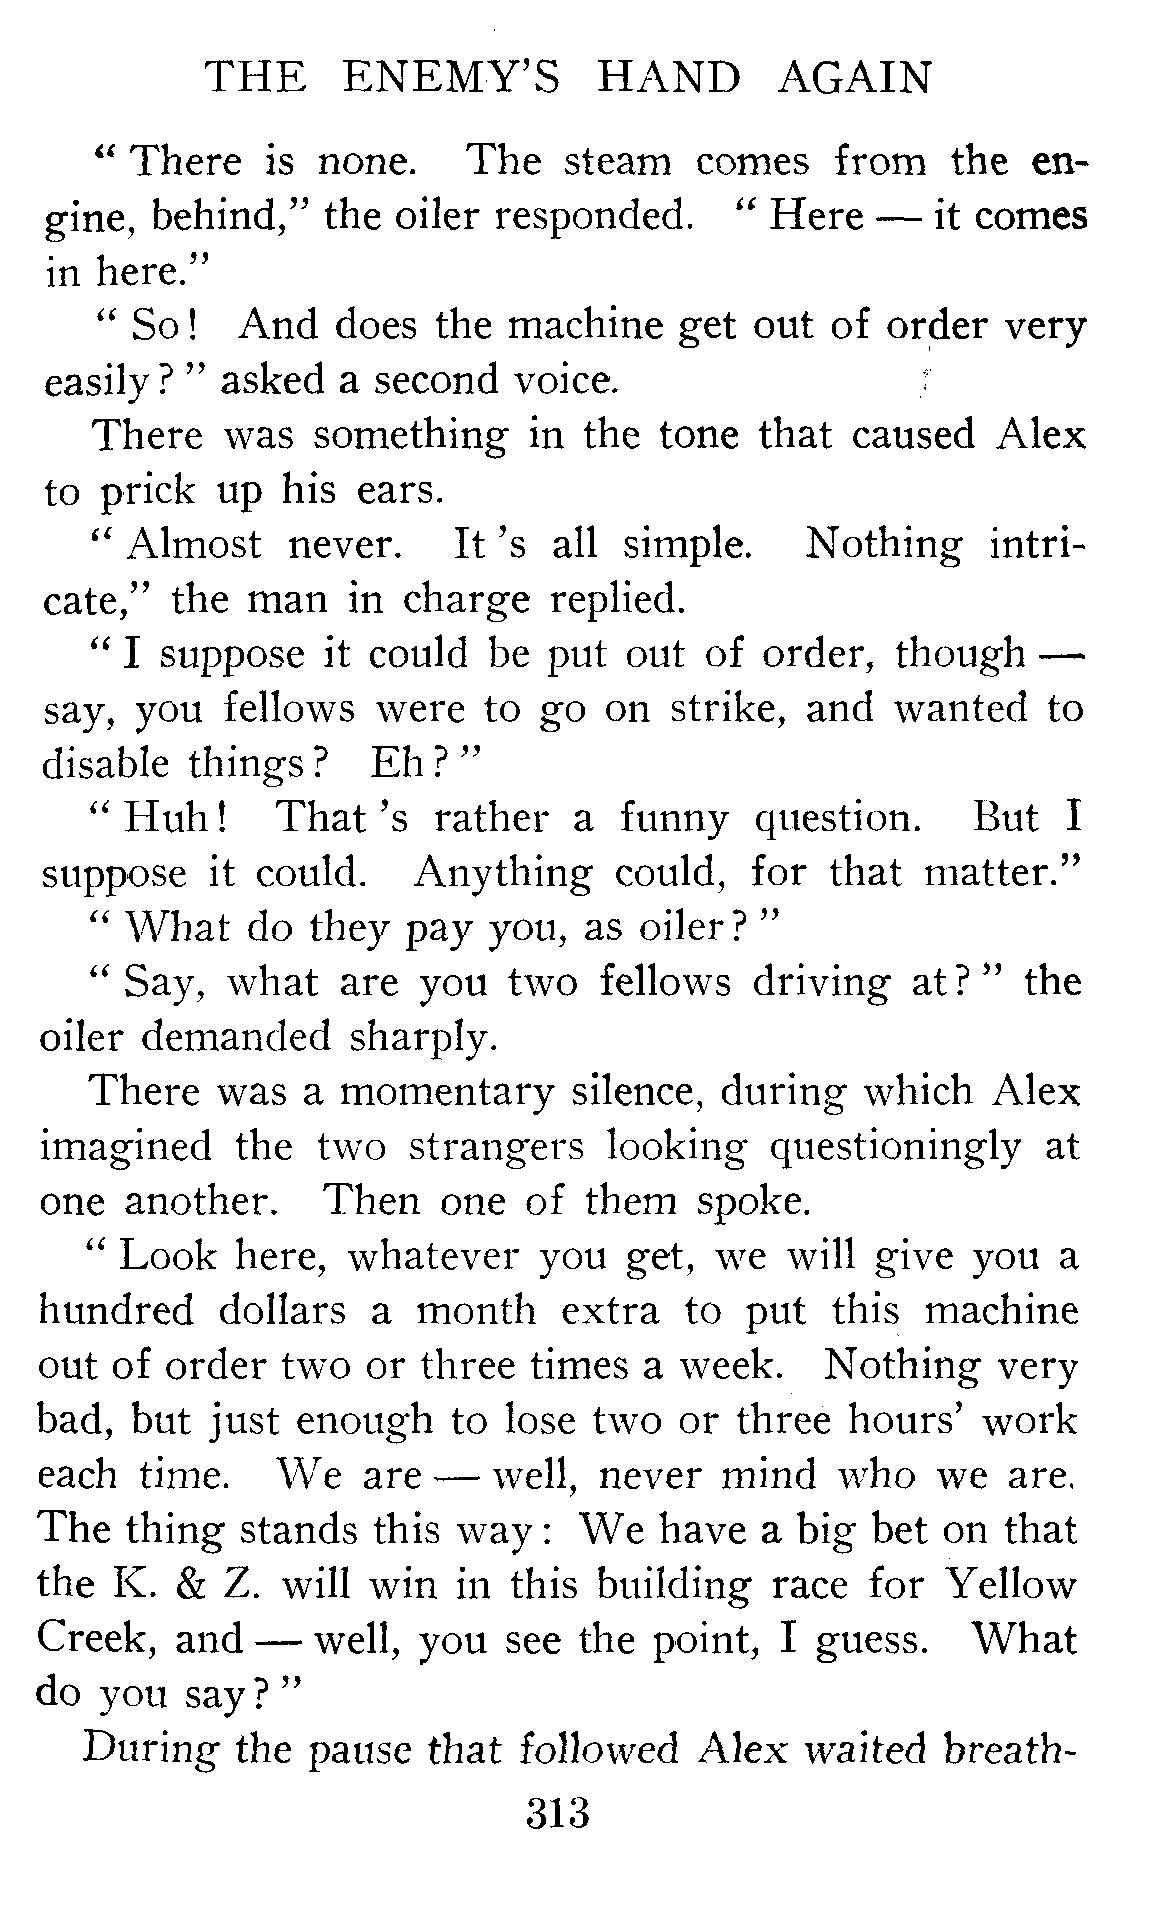 THE ENEMY'S HAND AGAIN
“ There is none. The steam comes from the en-
gine, behind,” the oiler responded. “ Here — it comes
in here.”
“ So! And does the machine get out of order very
easily? ” asked a second voice.
There was something in the tone that caused Alex
to prick up his ears.
“ Almost never. It 's all simple. Nothing intri-
cate,” the man in charge replied.
“ I suppose it could be put out of order, though —
say, you fellows were to go on strike, and wanted to
disable things? Eh? ”
“ Huh! That 's rather a funny question. But I
suppose it could. Anything could, for that matter.”
“ What do they pay you, as oiler? ”
“ Say, what are you two fellows driving at? ” the
oiler demanded sharply.
There was a momentary silence, during which Alex
imagined the two strangers looking questioningly at
one another. Then one of them spoke.
“ Look here, whatever you get, we will give you a
hundred dollars a month extra to put this machine
out of order two or three times a week. Nothing very
bad, but just enough to lose two or three hours' work
each time. We are — well, never mind who we are.
The thing stands this way: We have a big bet on that
the K. & Z. will win in this building race for Yellow
Creek, and — well, you see the point, I guess. What
do you say? ”
During the pause that followed Alex waited breath-
313